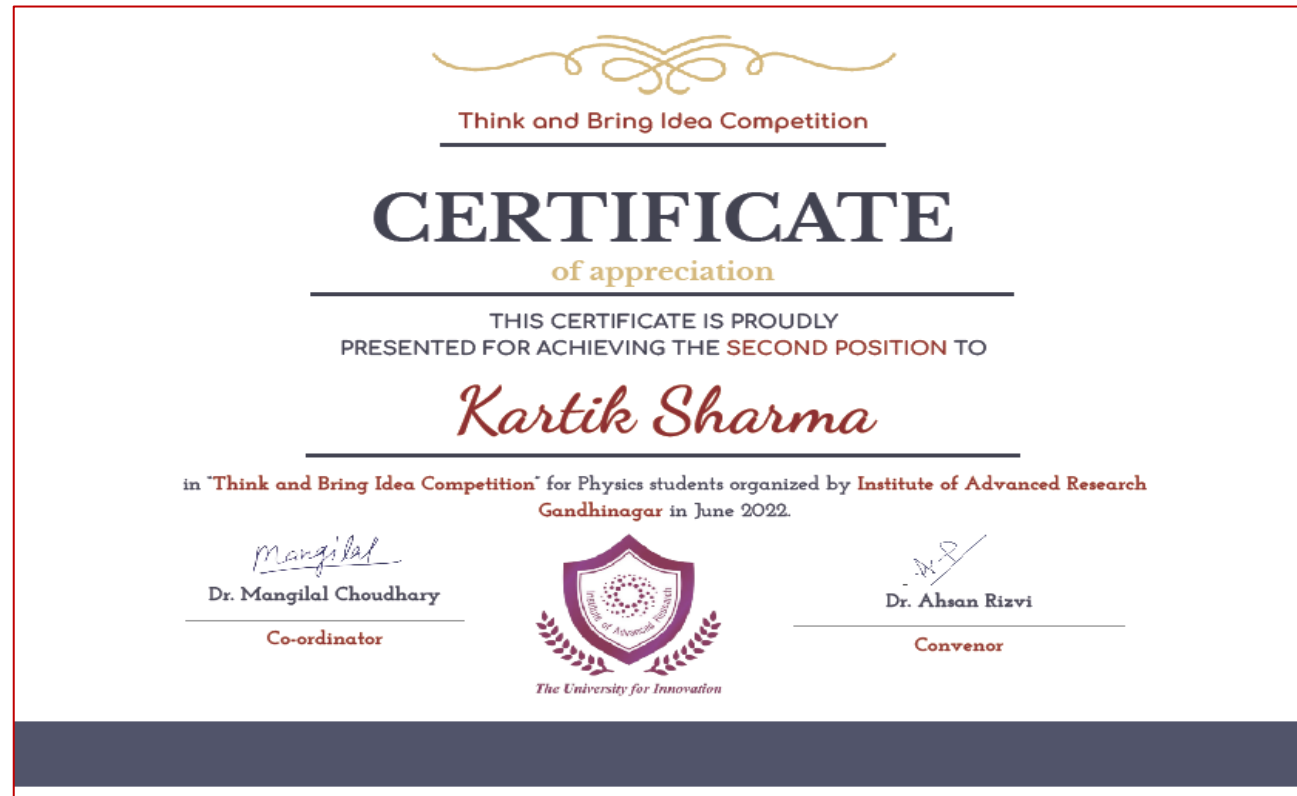 Think and Bring Idea Competition
CERTIFICATE
of appreciation
THIS CERTIFICATE IS PROUDLY
PRESENTED FOR ACHIEVING THE SECOND POSITION TO
Kartik Sharma
in "Think and Bring Idea Competition" for Physics students organized by Institute of Advanced Research
Gandhinagar in June 2022.
Mangilal
Dr. Mangilal Choudhary
Co-ordinator
Institute of Advanced Research
The University for Innovation
Dr. Ahsan Rizvi
Convenor